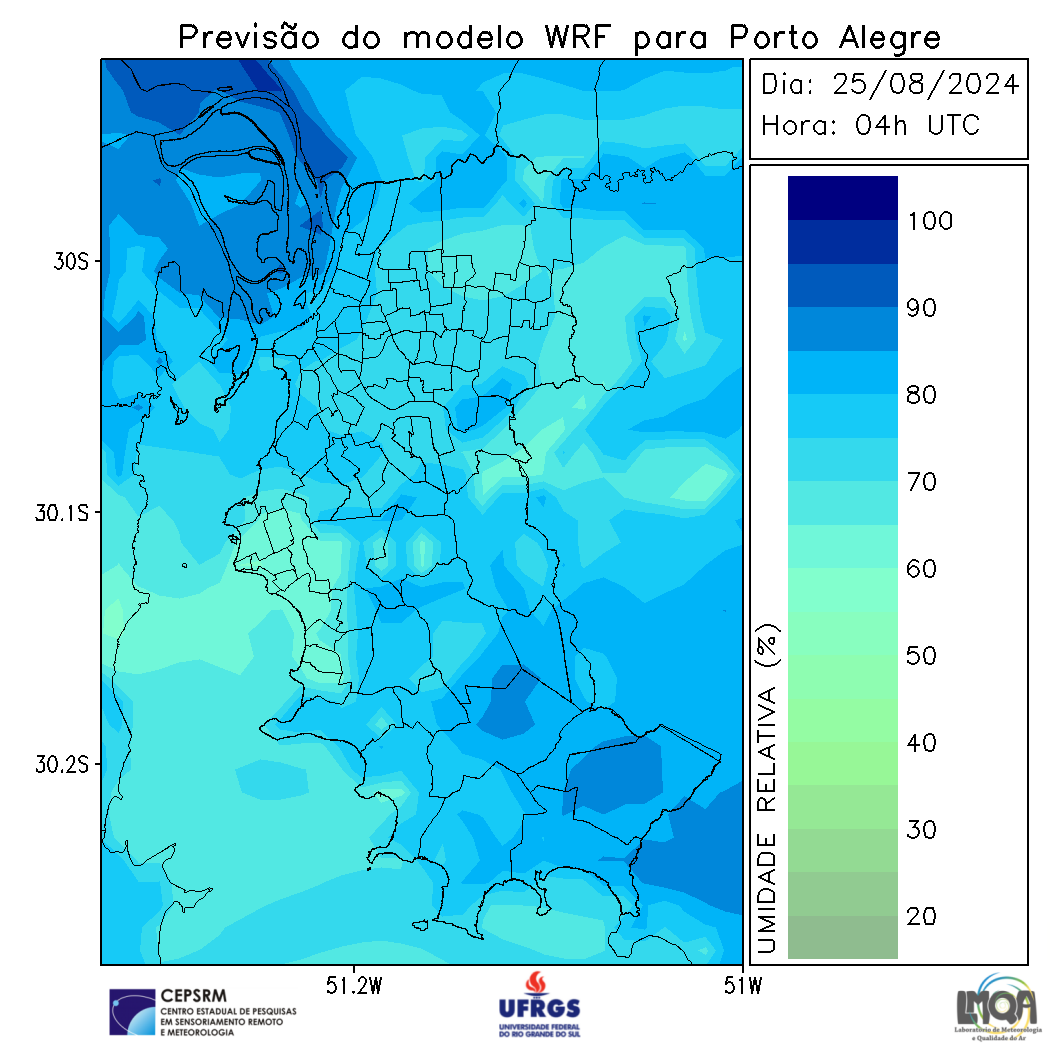 Previsão do modelo WRF para Porto Alegre
Dia: 25/08/2024
Hora: 04h UTC
100
90
80
70
60
50
40
30
20
UMIDADE RELATIVA (%)
30S
30.1S
30.2S
51.2W
51W
CEPSRM
CENTRO ESTADUAL DE PESQUISAS
EM SENSORIAMENTO REMOTO
E METEOROLOGIA
UFRGS
UNIVERSIDADE FEDERAL
DO RIO GRANDE DO SUL
LMQA
Laboratório de Meteorologia
e Qualidade do Ar